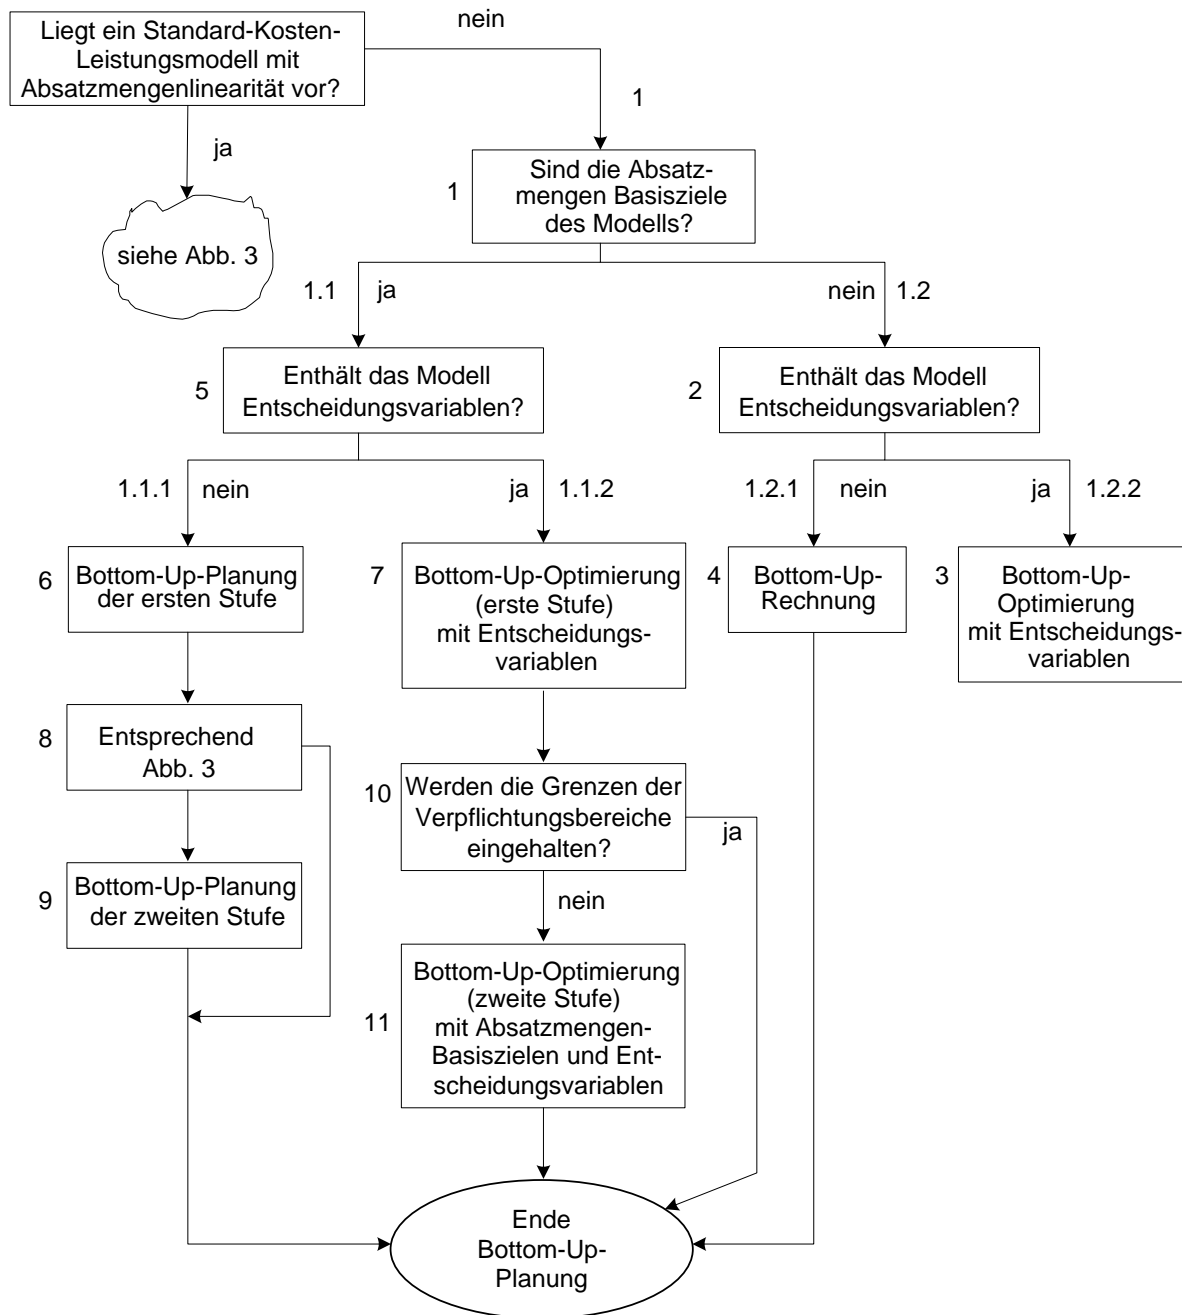 Liegt ein Standard-Kosten-
Leistungsmodell mit
Absatzmengenlinearität vor?
nein
1
ja
siehe Abb. 3
1
Sind die Absatz-
mengen Basisziele
des Modells?
1.1
ja
nein
1.2
5
Enthält das Modell
Entscheidungsvariablen?
2
Enthält das Modell
Entscheidungsvariablen?
1.1.1
nein
ja
1.1.2
1.2.1
nein
ja
1.2.2
6
Bottom-Up-Planung
der ersten Stufe
7
Bottom-Up-Optimierung
(erste Stufe)
mit Entscheidungs-
variablen
4
Bottom-Up-
Rechnung
3
Bottom-Up-
Optimierung
mit Entscheidungs-
variablen
8
Entsprechend
Abb. 3
10
Werden die Grenzen der
Verpflichtungsbereiche
eingehalten?
ja
nein
9
Bottom-Up-Planung
der zweiten Stufe
11
Bottom-Up-Optimierung
(zweite Stufe)
mit Absatzmengen-
Basiszielen und Ent-
scheidungsvariablen
Ende
Bottom-Up-
Planung